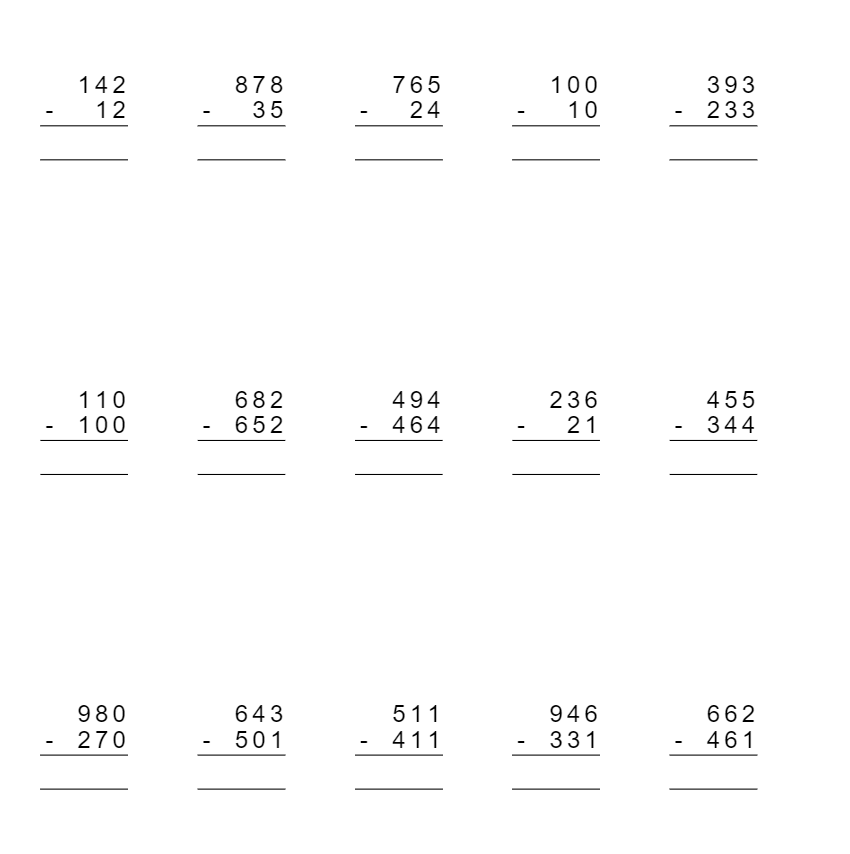 142 878 765 100 393
- 12 - 35 - 24 - 10 - 233
110 682 494 236 455
- 100 - 652 - 464 - 21 - 344
980 643 511 946 662
- 270 - 501 - 411 - 331 - 461